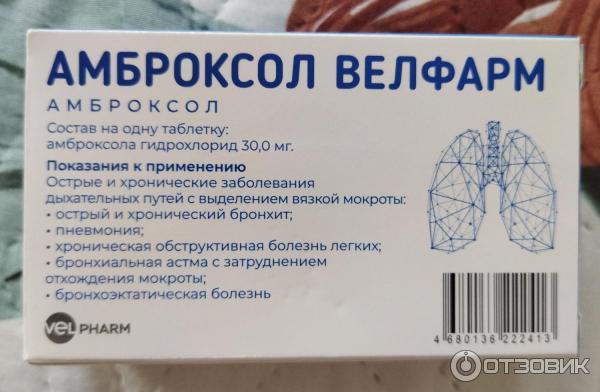 АМБРОКСОЛ ВЕЛФАРМ
АМБРОКСОЛ
Состав на одну таблетку:
амброксола гидрохлорид 30,0 мг.
Показания к применению
Острые и хронические заболевания
дыхательных путей с выделением вязкой мокроты:
• острый и хронический бронхит;
• пневмония;
• хроническая обструктивная болезнь легких;
• бронхиальная астма с затруднением
отхождения мокроты;
• бронхоэктатическая болезнь
VELPHARM
4 680136 222413
ОТЗОВИК